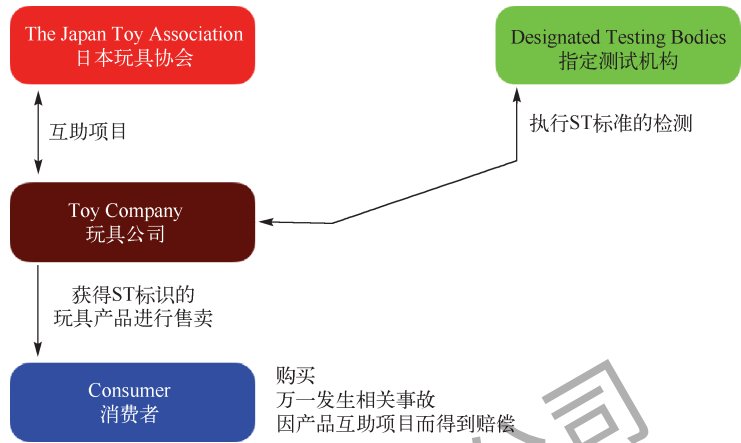 The Japan Toy Association
日本玩具协会
Designated Testing Bodies
指定测试机构
互助项目
执行ST标准的检测
Toy Company
玩具公司
获得ST标识的
玩具产品进行售卖
Consumer
消费者
购买
万一发生相关事故
因产品互助项目而得到赔偿
公司